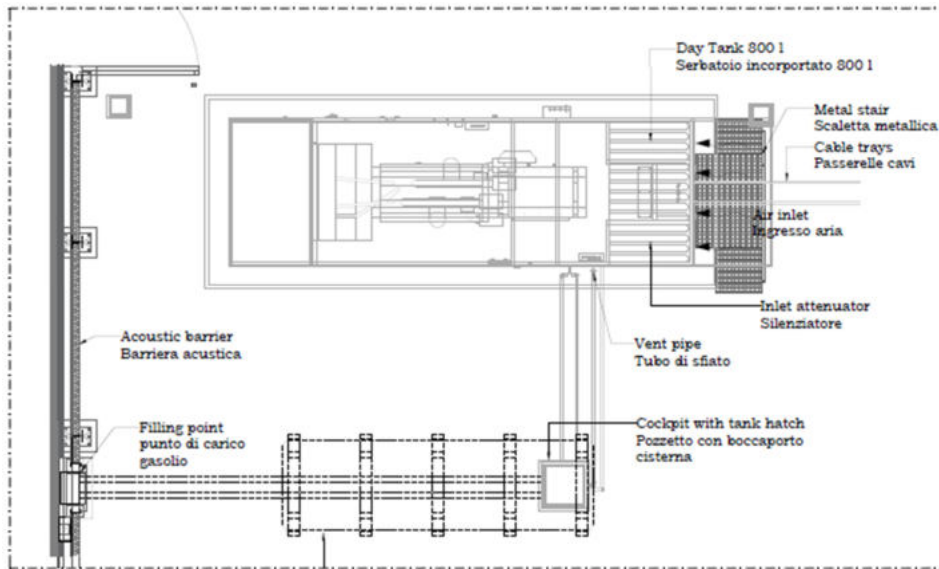 Day Tank 800 l
Serbatoio incorportato 800 l
Metal stair
Scaletta metallica
Cable trays
Passerelle cavi
Air inlet
Ingresso aria
Inlet attenuator
Silenziatore
Acoustic barrier
Barriera acustica
Vent pipe
Tubo di sfiato
Filling point
punto di carico
gasolio
Cockpit with tank hatch
Pozzetto con boccaporto
cisterna